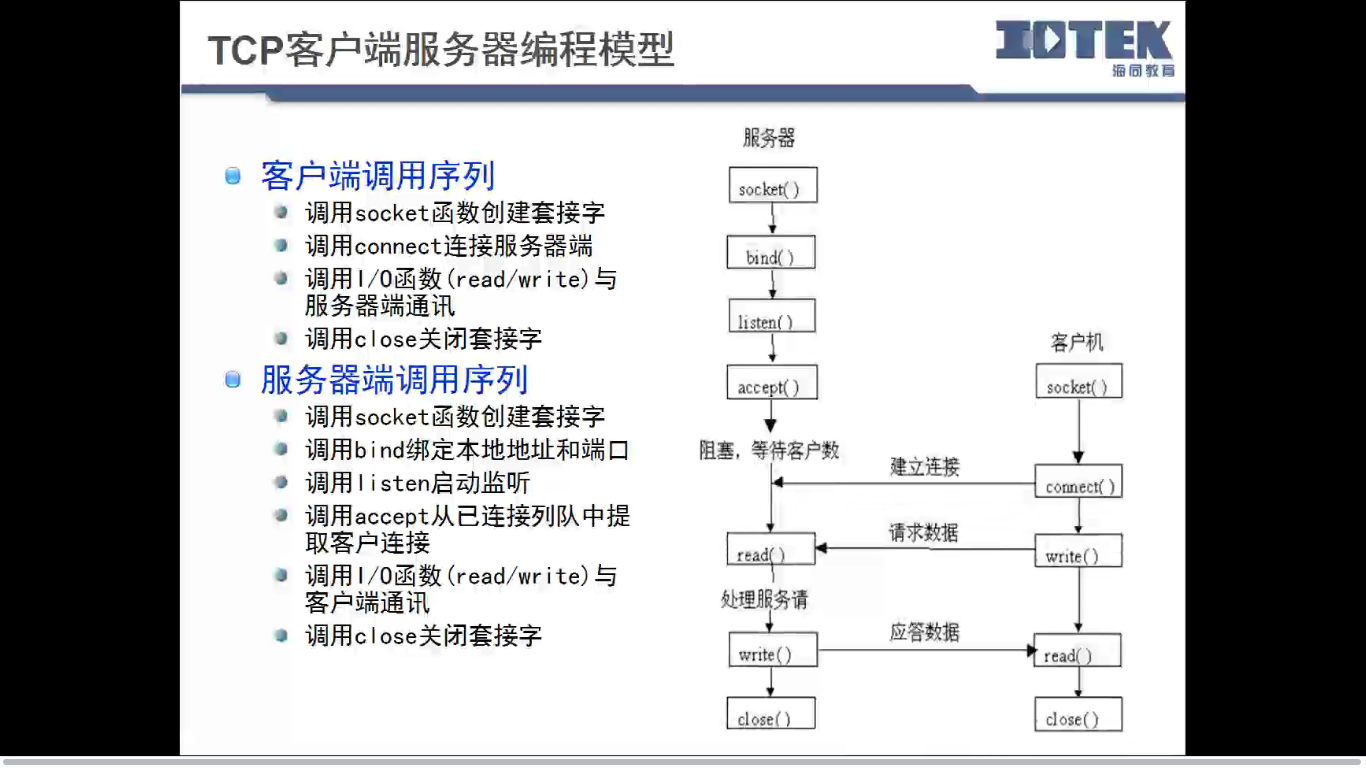 TCP客户端服务器编程模型
IOTEK
海同教育
客户端调用序列
调用socket函数创建套接字
调用connect连接服务器端
调用I/O函数(read/write)与
服务器端通讯
调用close关闭套接字
服务器端调用序列
调用socket函数创建套接字
调用bind绑定本地地址和端口
调用listen启动监听
调用accept从已连接列队中提
取客户连接
调用I/O函数(read/write)与
客户端通讯
调用close关闭套接字
服务器
socket()
bind()
listen()
accept()
阻塞，等待客户数
read()
处理服务请
write()
close()
建立连接
请求数据
应答数据
客户机
socket()
connect()
write()
read()
close()